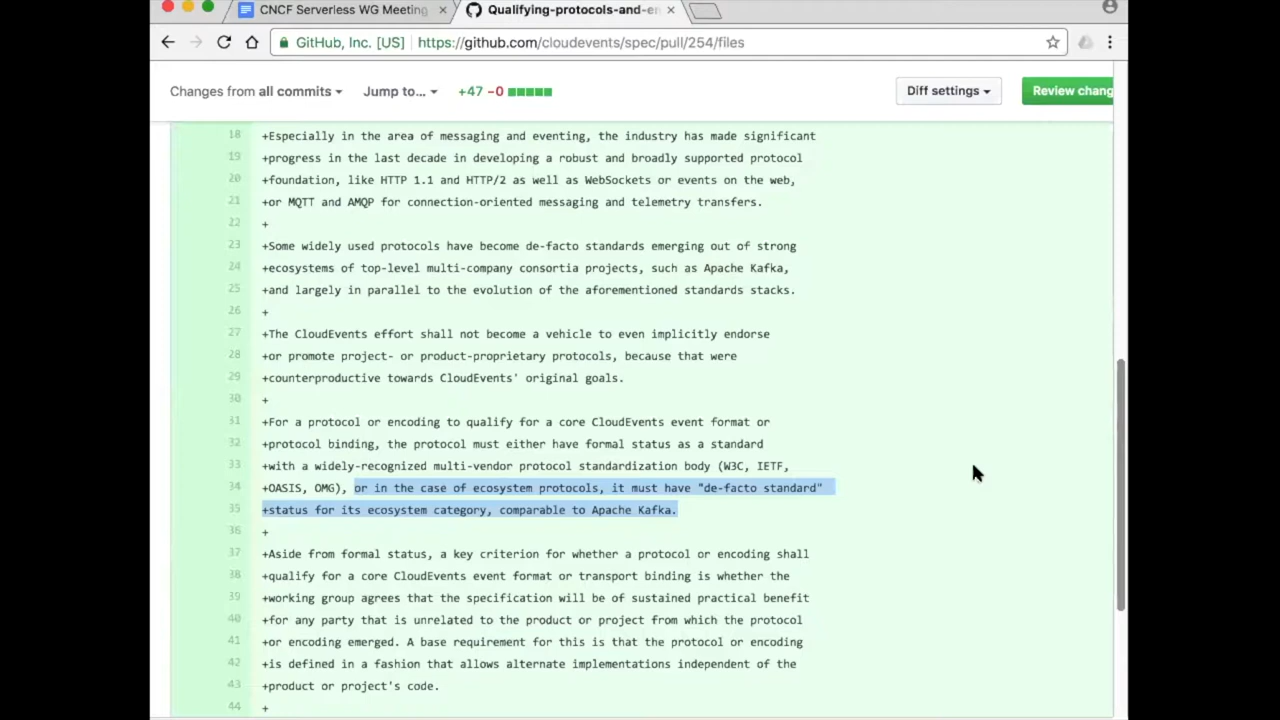 CNCF Serverless WG Meeting
Qualifying-protocols-and-en
GitHub, Inc. [US]
https://github.com/cloudevents/spec/pull/254/files
Changes from all commits
Jump to...
+47 −0
Diff settings
Review chang
18 +Especially in the area of messaging and eventing, the industry has made significant
19 +progress in the last decade in developing a robust and broadly supported protocol
20 +foundation, like HTTP 1.1 and HTTP/2 as well as WebSockets or events on the web,
21 +or MQTT and AMQP for connection-oriented messaging and telemetry transfers.
22 +
23 +Some widely used protocols have become de-facto standards emerging out of strong
24 +ecosystems of top-level multi-company consortia projects, such as Apache Kafka,
25 +and largely in parallel to the evolution of the aforementioned standards stacks.
26 +
27 +The CloudEvents effort shall not become a vehicle to even implicitly endorse
28 +or promote project- or product-proprietary protocols, because that were
29 +counterproductive towards CloudEvents' original goals.
30 +
31 +For a protocol or encoding to qualify for a core CloudEvents event format or
32 +protocol binding, the protocol must either have formal status as a standard
33 +with a widely-recognized multi-vendor protocol standardization body (W3C, IETF,
34 +OASIS, OMG), or in the case of ecosystem protocols, it must have “de-facto standard”
35 +status for its ecosystem category, comparable to Apache Kafka.
36 +
37 +Aside from formal status, a key criterion for whether a protocol or encoding shall
38 +qualify for a core CloudEvents event format or transport binding is whether the
39 +working group agrees that the specification will be of sustained practical benefit
40 +for any party that is unrelated to the product or project from which the protocol
41 +or encoding emerged. A base requirement for this is that the protocol or encoding
42 +is defined in a fashion that allows alternate implementations independent of the
43 +product or project's code.
44 +